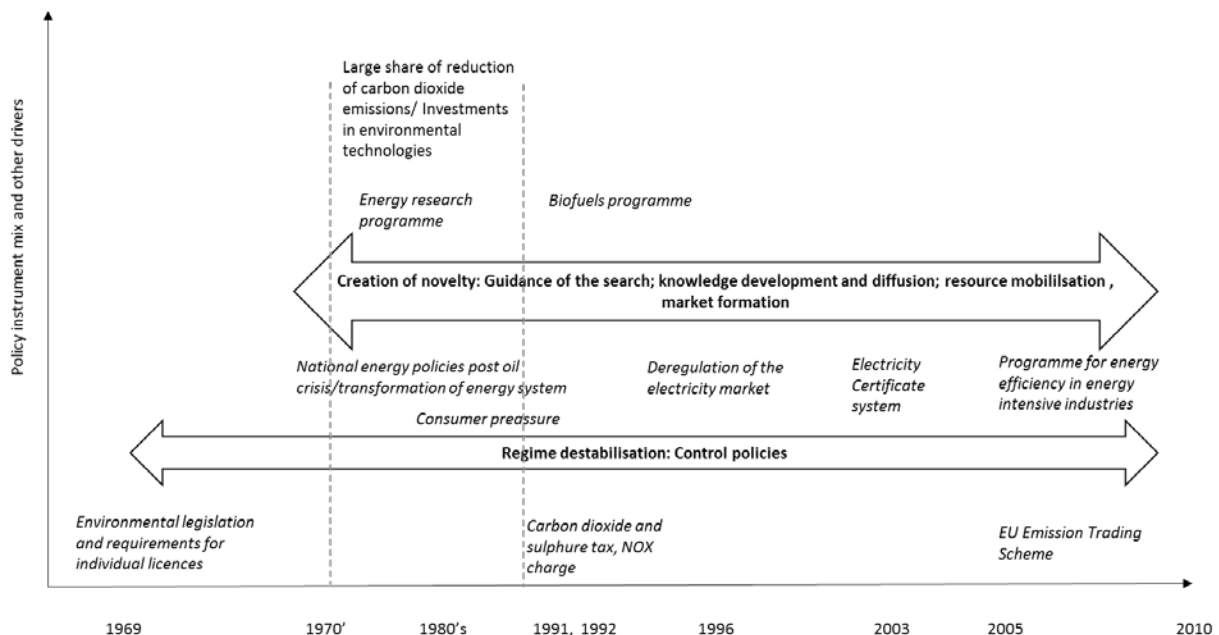 Policy instrument mix and other drivers
Large share of reduction
of carbon dioxide
emissions/ Investments
in environmental
technologies
Energy research
programme
Biofuels programme
Creation of novelty: Guidance of the search; knowledge development and diffusion; resource mobililsation ,
market formation
National energy policies post oil
crisis/transformation of energy system
Consumer preassure
Deregulation of the
electricity market
Electricity
Certificate
system
Programme for energy
efficiency in energy
intensive industries
Regime destabilisation: Control policies
Environmental legislation
and requirements for
individual licences
Carbon dioxide and
sulphure tax, NOX
charge
EU Emission Trading
Scheme
1969 1970’ 1980’s 1991, 1992 1996 2003 2005 2010